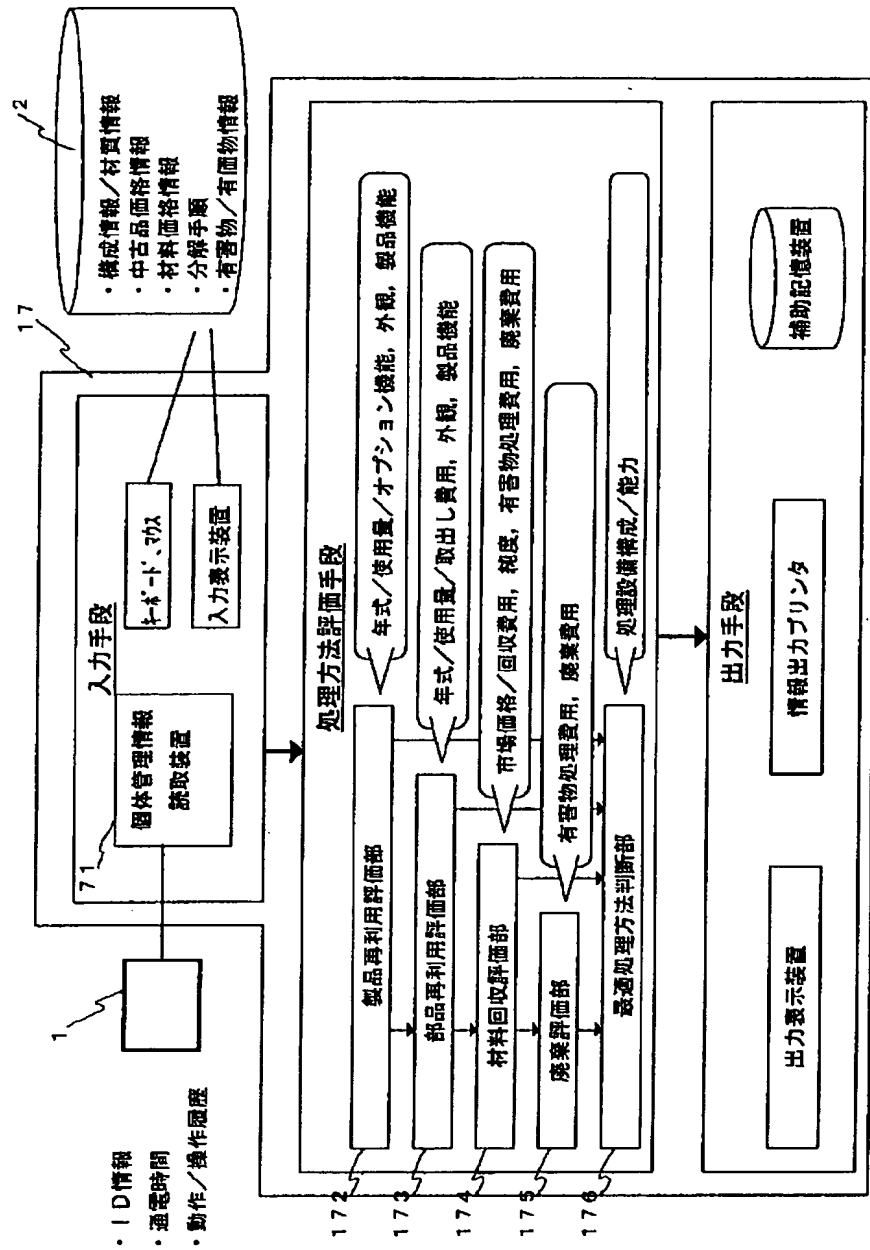 2
・構成情報／材質情報
・中古品価格情報
・材料価格情報
・分解手願
・有害物／有価物情報
17
入力手段
キーボード、マウス
入力表示装置
71
個体管理情報
読取装置
1
・ID情報
・通電時間
・動作／操作履歴
処理方法評価手段
172
製品再利用評価部
年式／使用量／オプション機能，外観，製品機能
173
部品再利用評価部
年式／使用量／取出し費用，外観，製品機能
174
材料回収評価部
市場価格／回収費用，純度，有害物処理費用，廃棄費用
175
廃棄評価部
有害物処理費用，廃棄費用
176
最適処理方法判断部
処理設備構成／能力
出力手段
出力表示装置
情報出力プリンタ
補助記憶装置